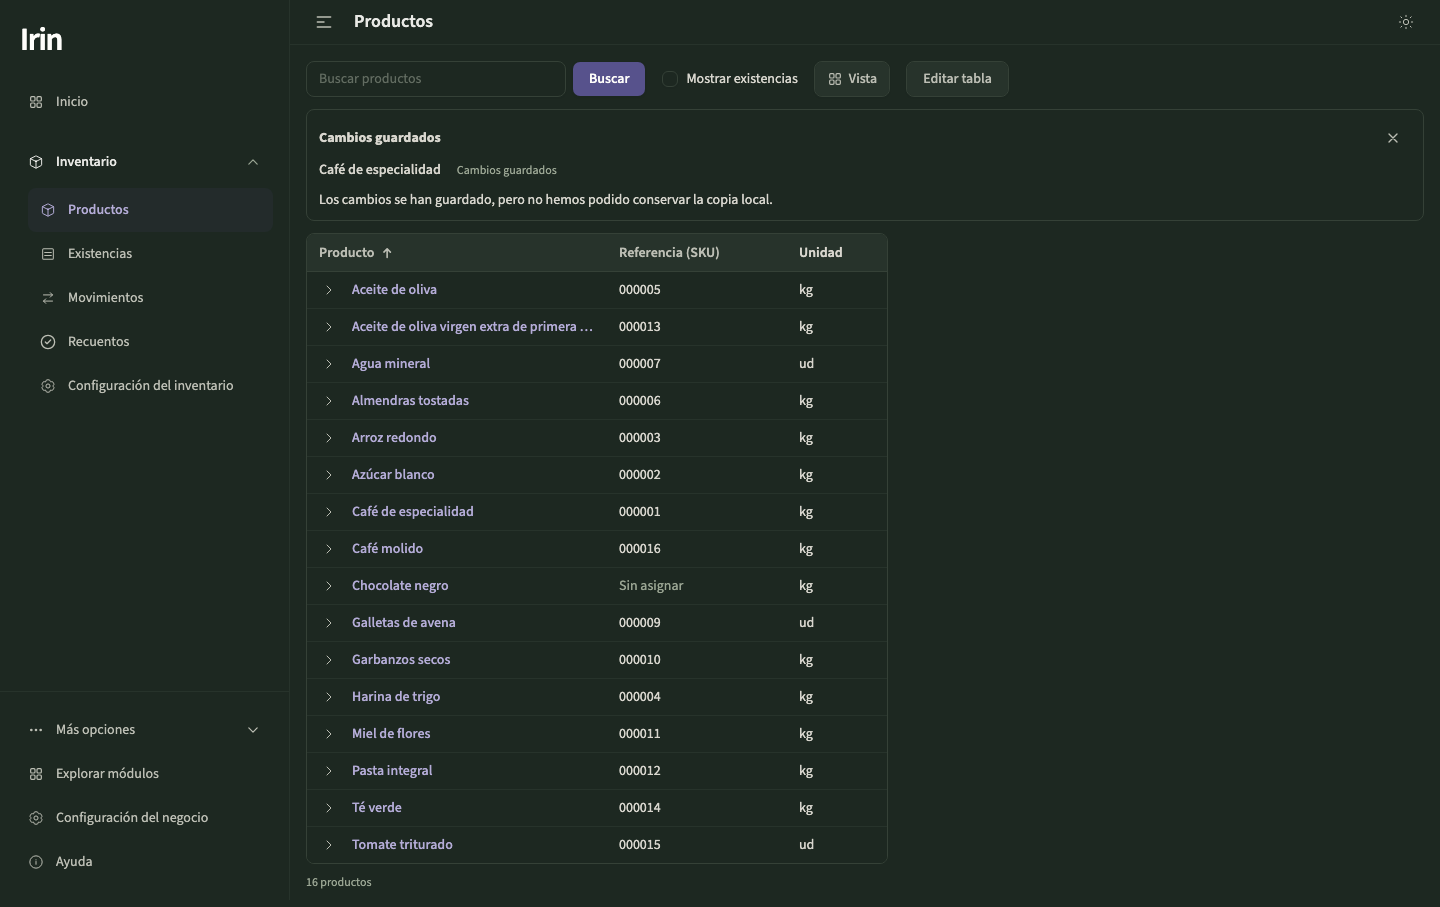 Irin
Productos
Inicio
Inventario
Productos
Existencias
Movimientos
Recuentos
Configuración del inventario
Más opciones
Explorar módulos
Configuración del negocio
Ayuda
Buscar productos
Buscar
Mostrar existencias
Vista
Editar tabla
Cambios guardados
Café de especialidad Cambios guardados
Los cambios se han guardado, pero no hemos podido conservar la copia local.
Producto Referencia (SKU) Unidad
Aceite de oliva 000005 kg
Aceite de oliva virgen extra de primera ... 000013 kg
Agua mineral 000007 ud
Almendras tostadas 000006 kg
Arroz redondo 000003 kg
Azúcar blanco 000002 kg
Café de especialidad 000001 kg
Café molido 000016 kg
Chocolate negro Sin asignar kg
Galletas de avena 000009 ud
Garbanzos secos 000010 kg
Harina de trigo 000004 kg
Miel de flores 000011 kg
Pasta integral 000012 kg
Té verde 000014 kg
Tomate triturado 000015 ud
16 productos